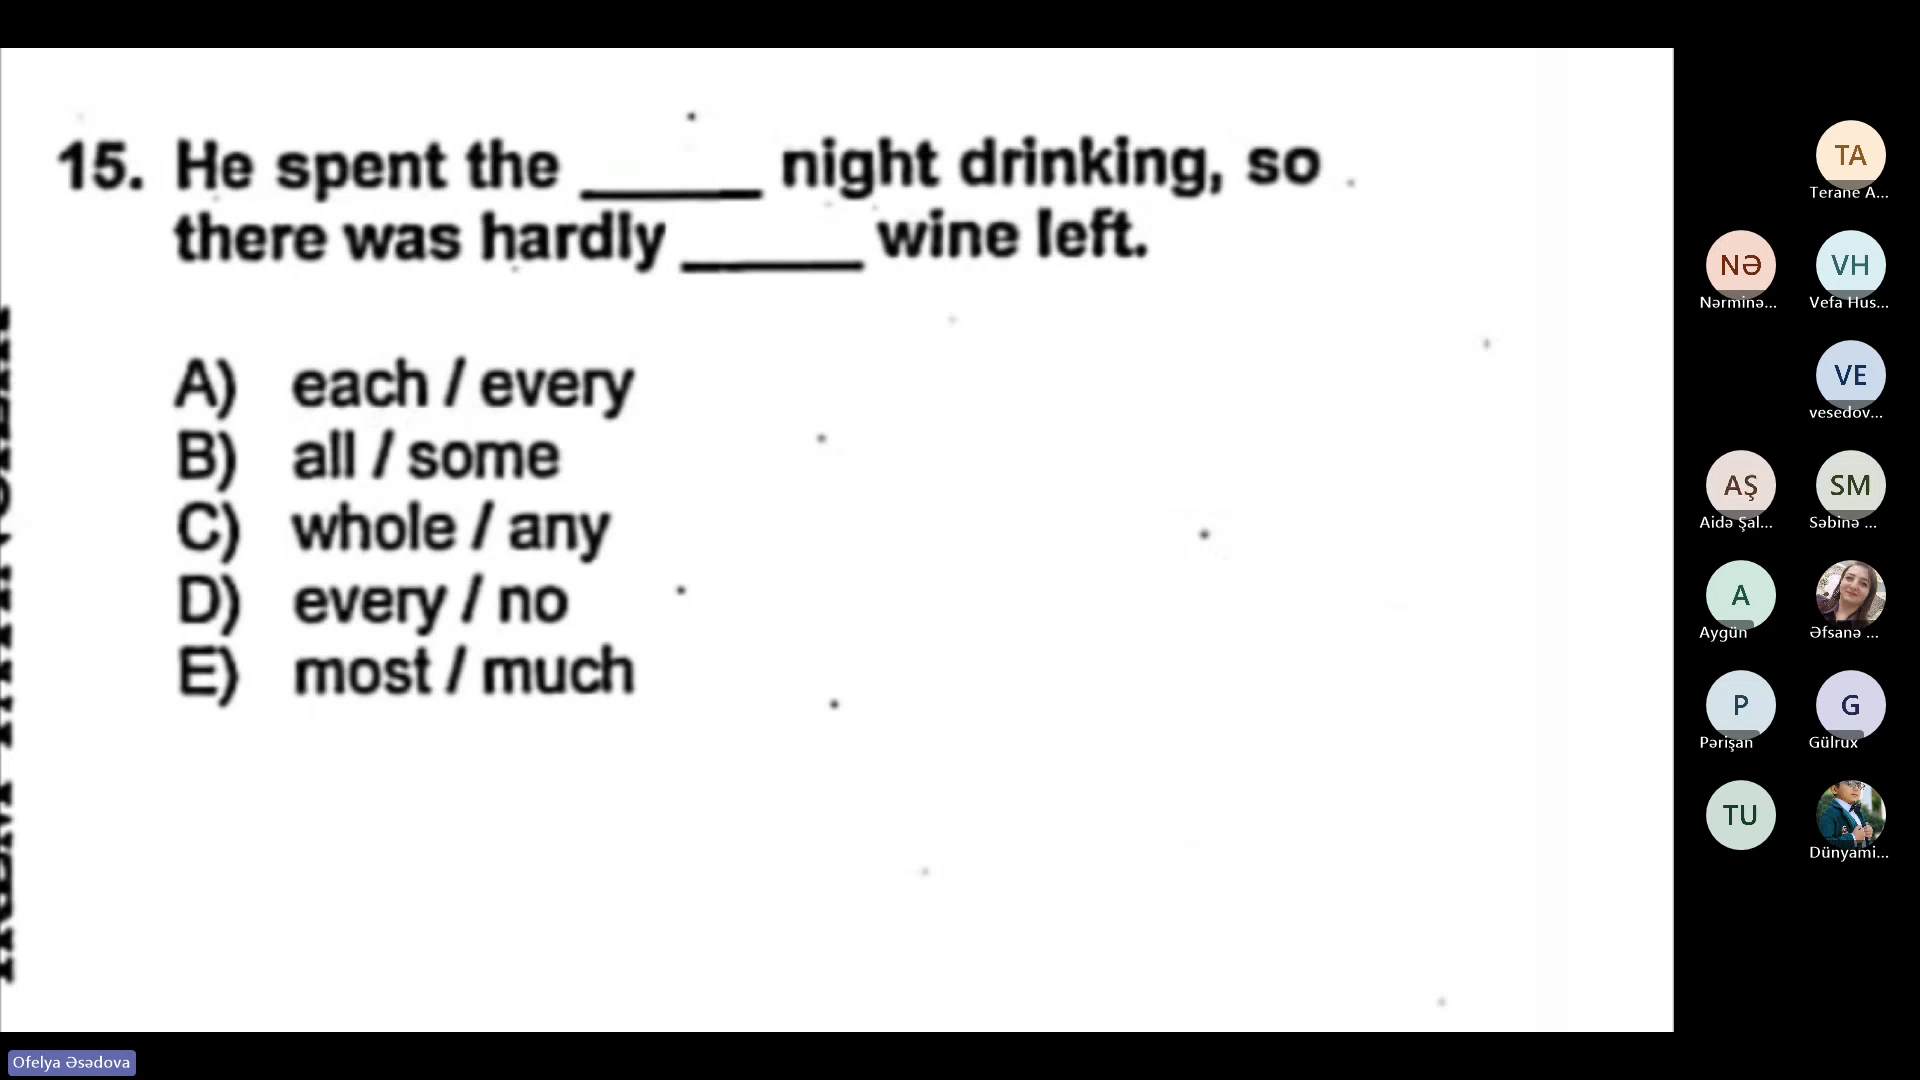 15. He spent the ______ night drinking, so
there was hardly ______ wine left.
A) each / every
B) all / some
C) whole / any
D) every / no
E) most / much
TA
Terane A...
NƏ
Nərminə...
VH
Vefa Hus...
VE
vesedov...
AŞ
Aidə Şal...
SM
Səbinə ...
A
Aygün
Əfsanə ...
P
Pərişan
G
Gülrux
TU
Dünyami...
Ofelya Əsədova